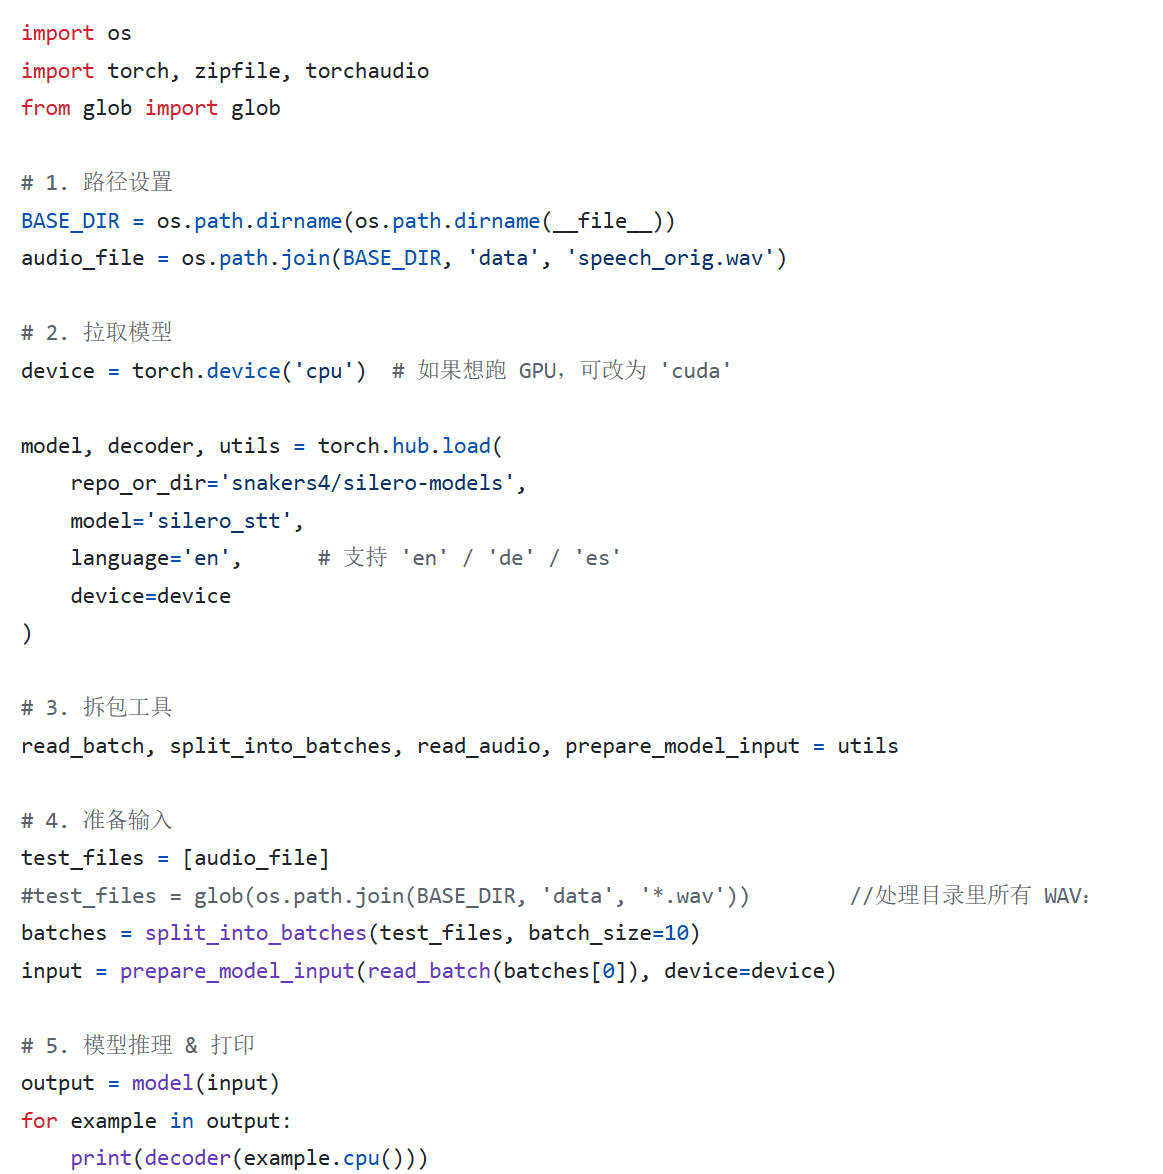 import os
import torch, zipfile, torchaudio
from glob import glob
# 1. 路径设置
BASE_DIR = os.path.dirname(os.path.dirname(__file__))
audio_file = os.path.join(BASE_DIR, 'data', 'speech_orig.wav')
# 2. 拉取模型
device = torch.device('cpu')  # 如果想跑 GPU，可改为 'cuda'
model, decoder, utils = torch.hub.load(
    repo_or_dir='snakers4/silero-models',
    model='silero_stt',
    language='en',      # 支持 'en' / 'de' / 'es'
    device=device
)
# 3. 拆包工具
read_batch, split_into_batches, read_audio, prepare_model_input = utils
# 4. 准备输入
test_files = [audio_file]
#test_files = glob(os.path.join(BASE_DIR, 'data', '*.wav'))        //处理目录里所有 WAV：
batches = split_into_batches(test_files, batch_size=10)
input = prepare_model_input(read_batch(batches[0]), device=device)
# 5. 模型推理 & 打印
output = model(input)
for example in output:
    print(decoder(example.cpu()))